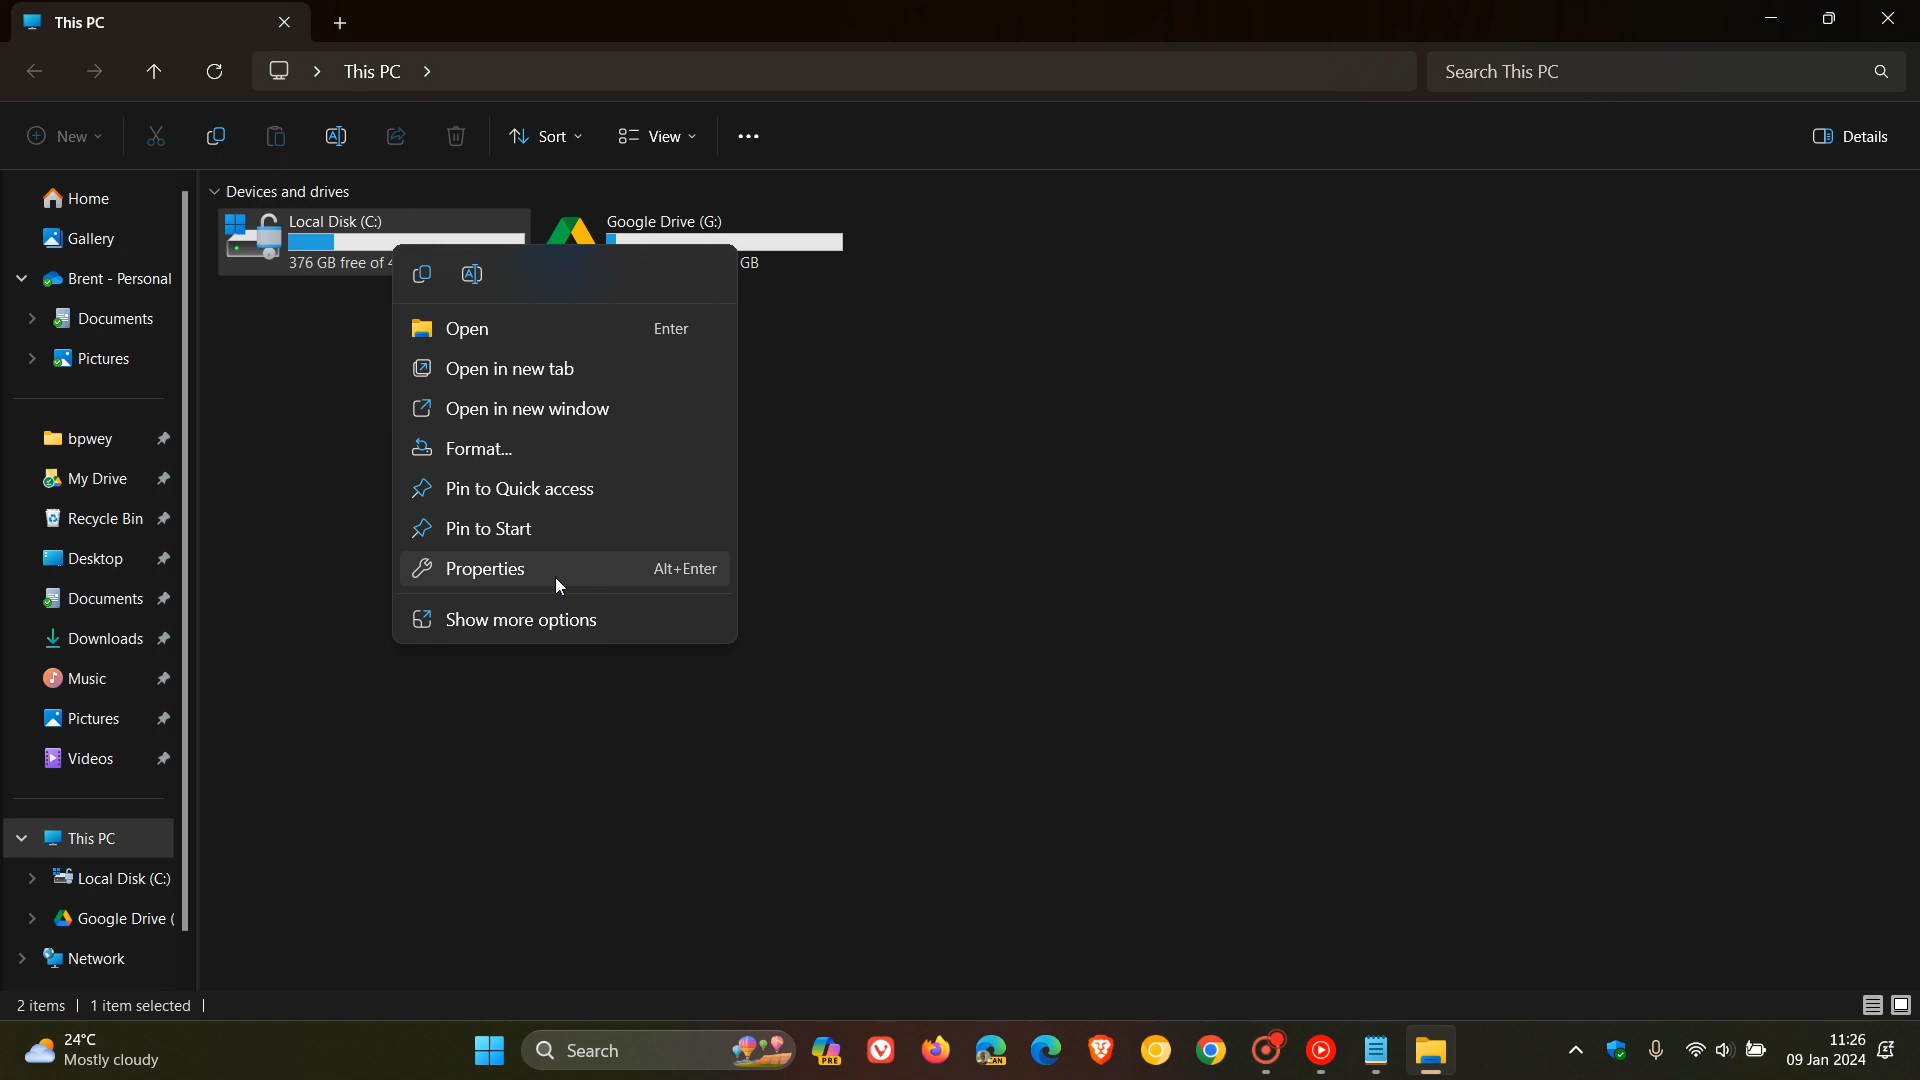 This PC
This PC
Search This PC
New
Sort
View
Details
Home
Gallery
Brent - Personal
Documents
Pictures
bpwey
My Drive
Recycle Bin
Desktop
Documents
Downloads
Music
Pictures
Videos
This PC
Local Disk (C:)
Google Drive (
Network
Devices and drives
Local Disk (C:)
376 GB free of 4
Google Drive (G:)
GB
Open Enter
Open in new tab
Open in new window
Format...
Pin to Quick access
Pin to Start
Properties Alt+Enter
Show more options
2 items 1 item selected
24°C
Mostly cloudy
Search
PRE
CAN
11:26
09 Jan 2024